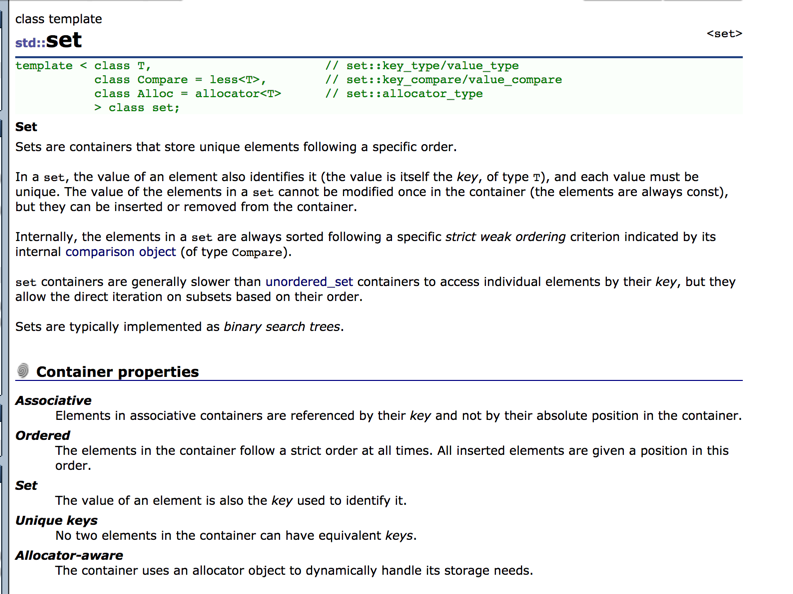 class template
<set>
std::set
template < class T,                        // set::key_type/value_type
           class Compare = less<T>,        // set::key_compare/value_compare
           class Alloc = allocator<T>      // set::allocator_type
           > class set;
Set
Sets are containers that store unique elements following a specific order.
In a set, the value of an element also identifies it (the value is itself the key, of type T), and each value must be
unique. The value of the elements in a set cannot be modified once in the container (the elements are always const),
but they can be inserted or removed from the container.
Internally, the elements in a set are always sorted following a specific strict weak ordering criterion indicated by its
internal comparison object (of type Compare).
set containers are generally slower than unordered_set containers to access individual elements by their key, but they
allow the direct iteration on subsets based on their order.
Sets are typically implemented as binary search trees.
Container properties
Associative
Elements in associative containers are referenced by their key and not by their absolute position in the container.
Ordered
The elements in the container follow a strict order at all times. All inserted elements are given a position in this
order.
Set
The value of an element is also the key used to identify it.
Unique keys
No two elements in the container can have equivalent keys.
Allocator-aware
The container uses an allocator object to dynamically handle its storage needs.